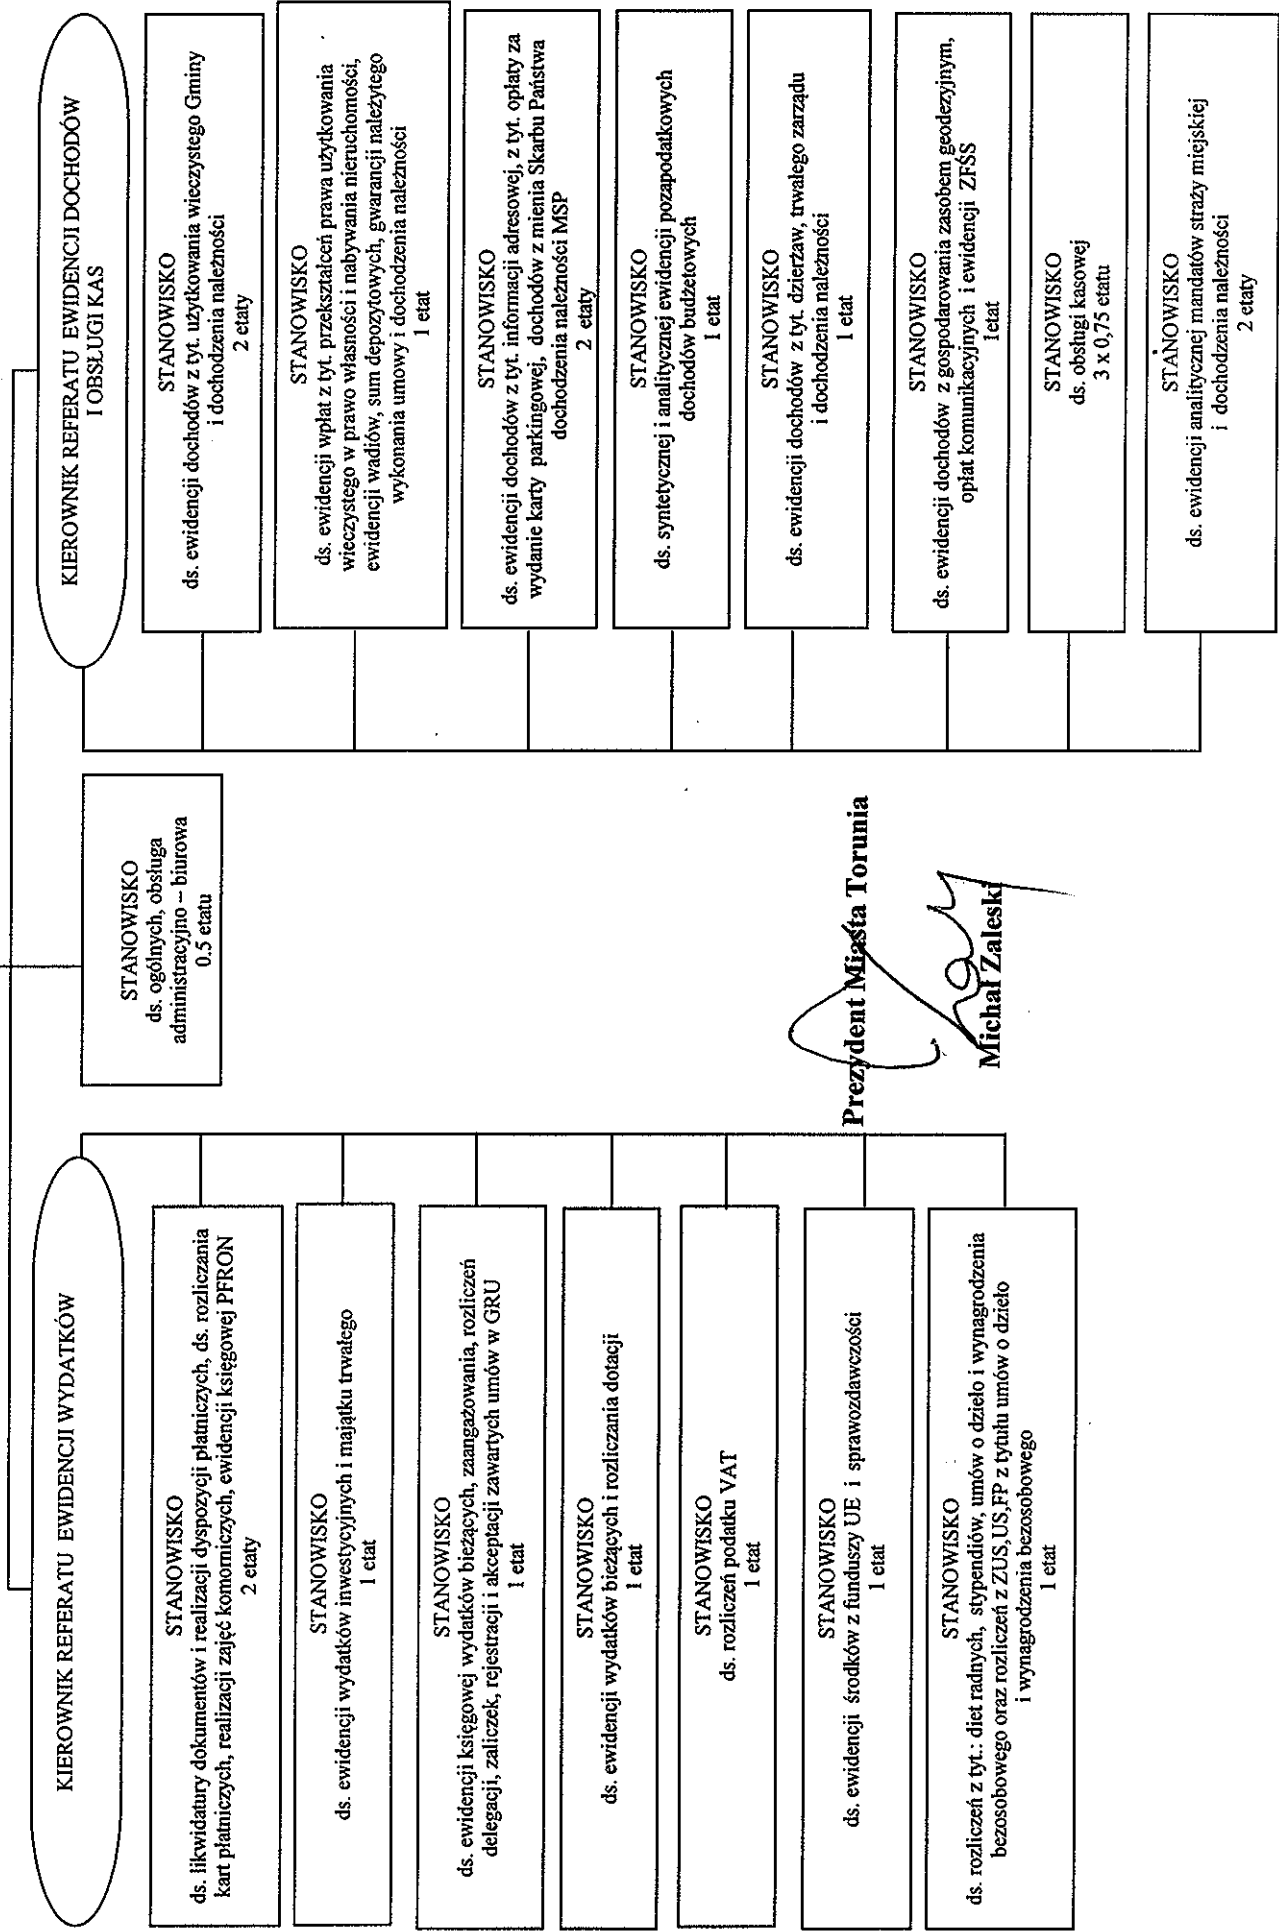 KIEROWNIK REFERATU EWIDENCJI WYDATKÓW
STANOWISKO
ds. likwidatury dokumentów i realizacji dyspozycji płatniczych, ds. rozliczania
kart płatniczych, realizacji zajęć komorniczych, ewidencji księgowej PFRON
2 etaty
STANOWISKO
ds. ewidencji wydatków inwestycyjnych i majątku trwałego
1 etat
STANOWISKO
ds. ewidencji księgowej wydatków bieżących, zaangażowania, rozliczeń
delegacji, zaliczek, rejestracji i akceptacji zawartych umów w GRU
1 etat
STANOWISKO
ds. ewidencji wydatków bieżących i rozliczania dotacji
1 etat
STANOWISKO
ds. rozliczeń podatku VAT
1 etat
STANOWISKO
ds. ewidencji środków z funduszy UE i sprawozdawczości
1 etat
STANOWISKO
ds. rozliczeń z tyt.: diet radnych, stypendiów, umów o dzieło i wynagrodzenia
bezosobowego oraz rozliczeń z ZUS,US,FP z tytułu umów o dzieło
i wynagrodzenia bezosobowego
1 etat
STANOWISKO
ds. ogólnych, obsługa
administracyjno – biurowa
0.5 etatu
Prezydent Miasta Torunia
Michał Zaleski
KIEROWNIK REFERATU EWIDENCJI DOCHODÓW
I OBSŁUGI KAS
STANOWISKO
ds. ewidencji dochodów z tyt. użytkowania wieczystego Gminy
i dochodzenia należności
2 etaty
STANOWISKO
ds. ewidencji wpłat z tyt. przekształceń prawa użytkowania
wieczystego w prawo własności i nabywania nieruchomości,
ewidencji wadiów, sum depozytowych, gwarancji należytego
wykonania umowy i dochodzenia należności
1 etat
STANOWISKO
ds. ewidencji dochodów z tyt. informacji adresowej, z tyt. opłaty za
wydanie karty parkingowej, dochodów z mienia Skarbu Państwa
dochodzenia należności MSP
2 etaty
STANOWISKO
ds. syntetycznej i analitycznej ewidencji pozapodatkowych
dochodów budżetowych
1 etat
STANOWISKO
ds. ewidencji dochodów z tyt. dzierżaw, trwałego zarządu
i dochodzenia należności
1 etat
STANOWISKO
ds. ewidencji dochodów z gospodarowania zasobem geodezyjnym,
opłat komunikacyjnych i ewidencji ZFŚS
1etat
STANOWISKO
ds. obsługi kasowej
3 x 0,75 etatu
STANOWISKO
ds. ewidencji analitycznej mandatów straży miejskiej
i dochodzenia należności
2 etaty